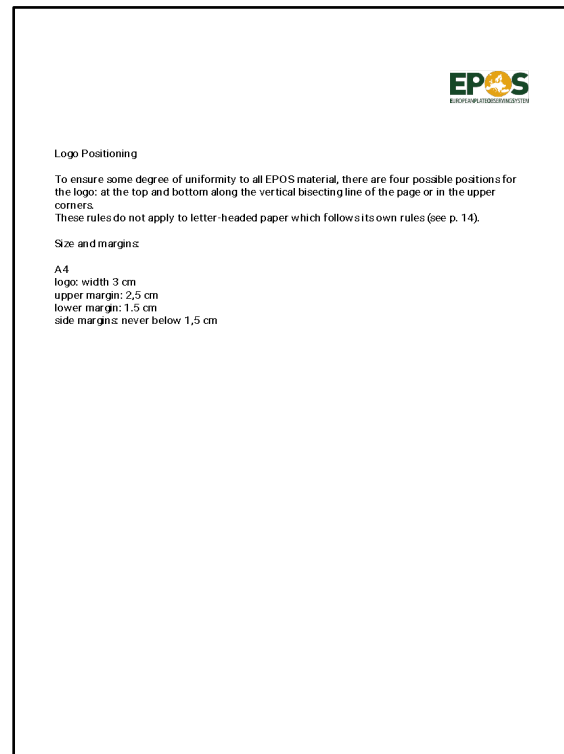 EPOS
EUROPEAN PLATE OBSERVING SYSTEM
Logo Positioning
To ensure some degree of uniformity to all EPOS material, there are four possible positions for
the logo: at the top and bottom along the vertical bisecting line of the page or in the upper
corners.
These rules do not apply to letter-headed paper which follows its own rules (see p. 14).
Size and margins:
A4
logo: width 3 cm
upper margin: 2,5 cm
lower margin: 1.5 cm
side margins: never below 1,5 cm